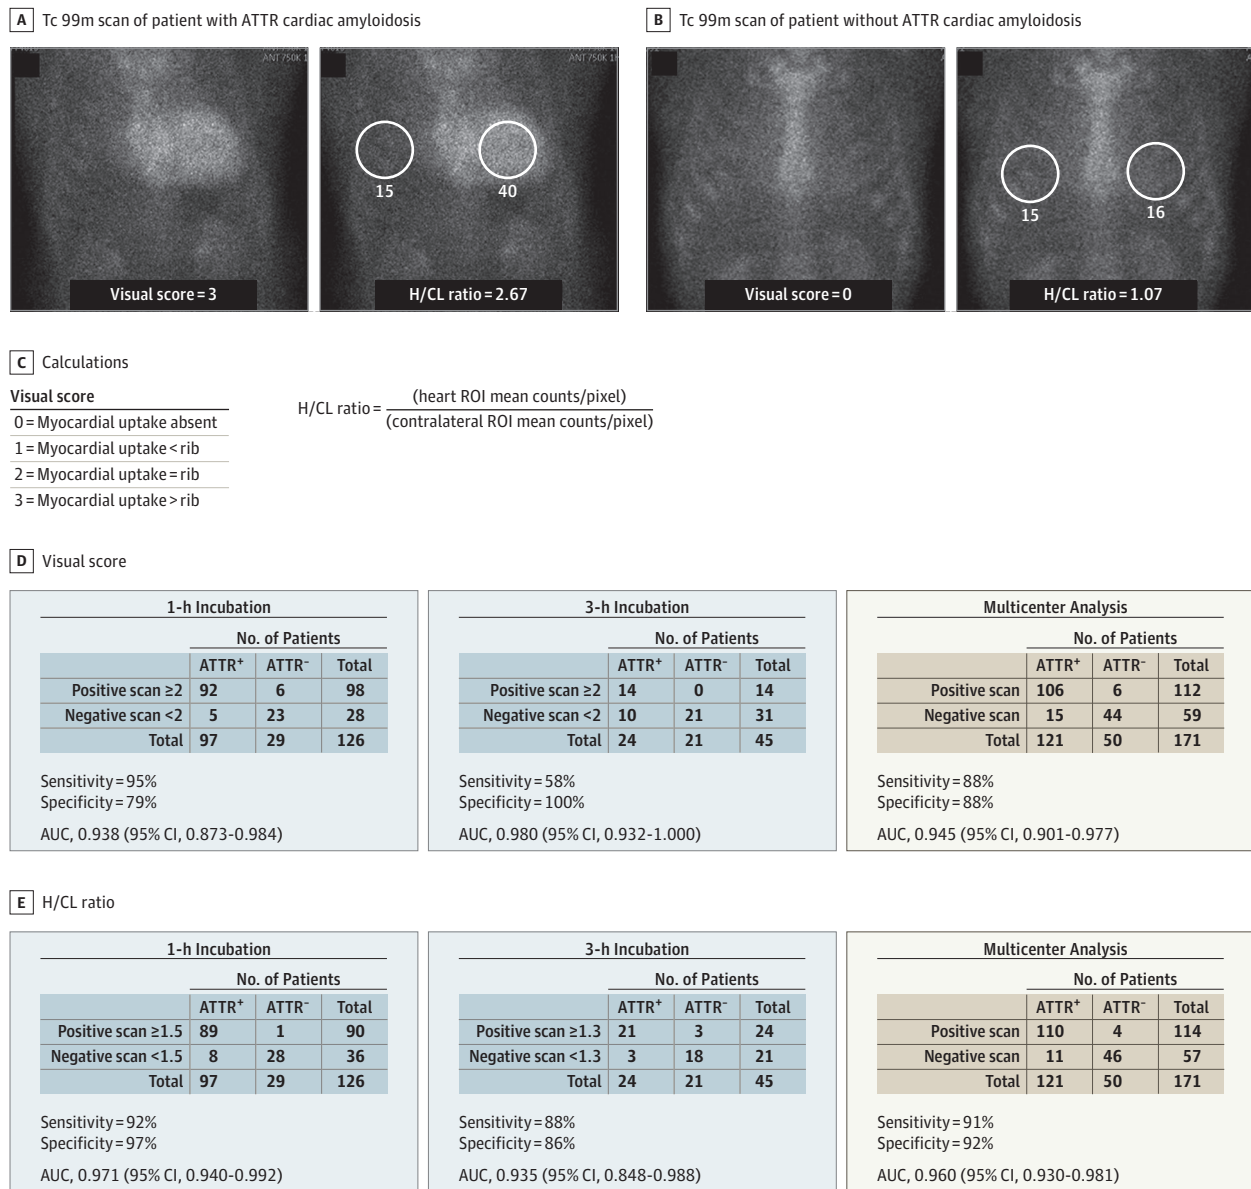 A Tc 99m scan of patient with ATTR cardiac amyloidosis
ANT 750K 1
Visual score = 3
ANT 750K 1
15
40
H/CL ratio = 2.67
B Tc 99m scan of patient without ATTR cardiac amyloidosis
Visual score = 0
ANT 750K 1
15
16
H/CL ratio = 1.07
C Calculations
Visual score
0 = Myocardial uptake absent
1 = Myocardial uptake < rib
2 = Myocardial uptake = rib
3 = Myocardial uptake > rib
H/CL ratio = (heart ROI mean counts/pixel)
(contralateral ROI mean counts/pixel)
D Visual score
1-h Incubation
No. of Patients
ATTR+ ATTR- Total
Positive scan ≥2 92 6 98
Negative scan <2 5 23 28
Total 97 29 126
Sensitivity = 95%
Specificity = 79%
AUC, 0.938 (95% CI, 0.873-0.984)
3-h Incubation
No. of Patients
ATTR+ ATTR- Total
Positive scan ≥2 14 0 14
Negative scan <2 10 21 31
Total 24 21 45
Sensitivity = 58%
Specificity = 100%
AUC, 0.980 (95% CI, 0.932-1.000)
Multicenter Analysis
No. of Patients
ATTR+ ATTR- Total
Positive scan 106 6 112
Negative scan 15 44 59
Total 121 50 171
Sensitivity = 88%
Specificity = 88%
AUC, 0.945 (95% CI, 0.901-0.977)
E H/CL ratio
1-h Incubation
No. of Patients
ATTR+ ATTR- Total
Positive scan ≥1.5 89 1 90
Negative scan <1.5 8 28 36
Total 97 29 126
Sensitivity = 92%
Specificity = 97%
AUC, 0.971 (95% CI, 0.940-0.992)
3-h Incubation
No. of Patients
ATTR+ ATTR- Total
Positive scan ≥1.3 21 3 24
Negative scan <1.3 3 18 21
Total 24 21 45
Sensitivity = 88%
Specificity = 86%
AUC, 0.935 (95% CI, 0.848-0.988)
Multicenter Analysis
No. of Patients
ATTR+ ATTR- Total
Positive scan 110 4 114
Negative scan 11 46 57
Total 121 50 171
Sensitivity = 91%
Specificity = 92%
AUC, 0.960 (95% CI, 0.930-0.981)